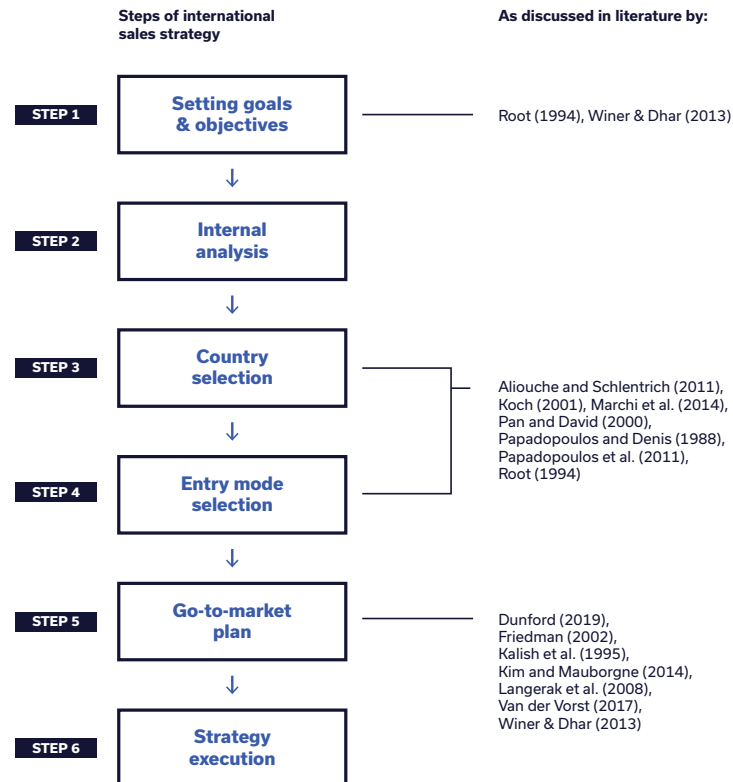 Steps of international
sales strategy
As discussed in literature by:
STEP 1
Setting goals
& objectives
Root (1994), Winer & Dhar (2013)
STEP 2
Internal
analysis
STEP 3
Country
selection
Aliouche and Schlentrich (2011),
Koch (2001), Marchi et al. (2014),
Pan and David (2000),
Papadopoulos and Denis (1988),
Papadopoulos et al. (2011),
Root (1994)
STEP 4
Entry mode
selection
STEP 5
Go-to-market
plan
Dunford (2019),
Friedman (2002),
Kalish et al. (1995),
Kim and Mauborgne (2014),
Langerak et al. (2008),
Van der Vorst (2017),
Winer & Dhar (2013)
STEP 6
Strategy
execution